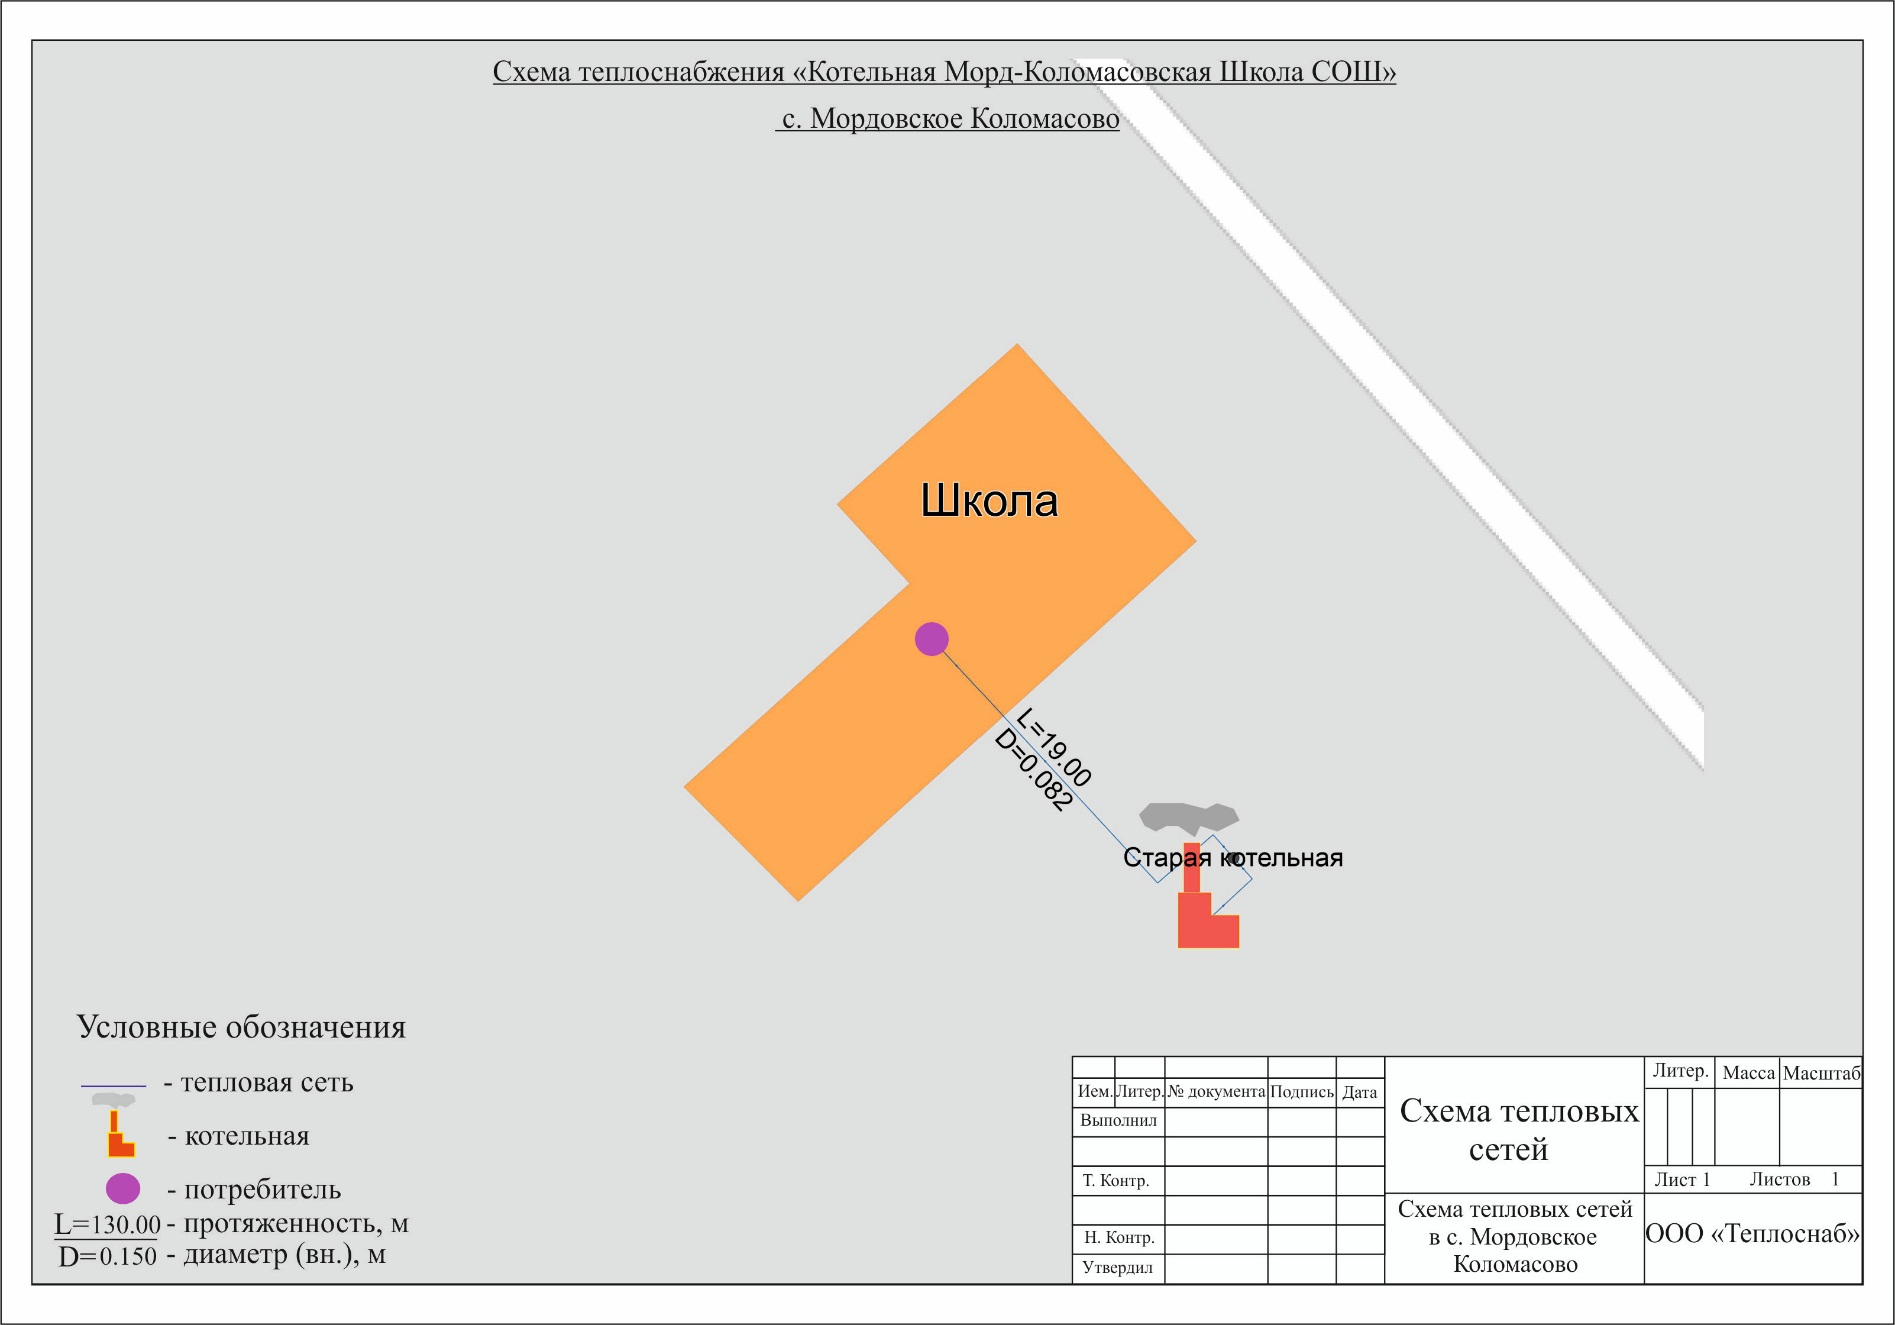 Схема теплоснабжения «Котельная Морд-Коломасовская Школа СОШ»
с. Мордовское Коломасово
Школа
L=19.00
D=0.082
Старая котельная
Условные обозначения
- тепловая сеть
- котельная
- потребитель
L=130.00 - протяженность, м
D=0.150 - диаметр (вн.), м
Ием. Литер. № документа Подпись Дата
Выполнил
Т. Контр.
Н. Контр.
Утвердил
Схема тепловых
сетей
Схема тепловых сетей
в с. Мордовское
Коломасово
Литер. Масса Масштаб
Лист 1 Листов 1
ООО «Теплоснаб»